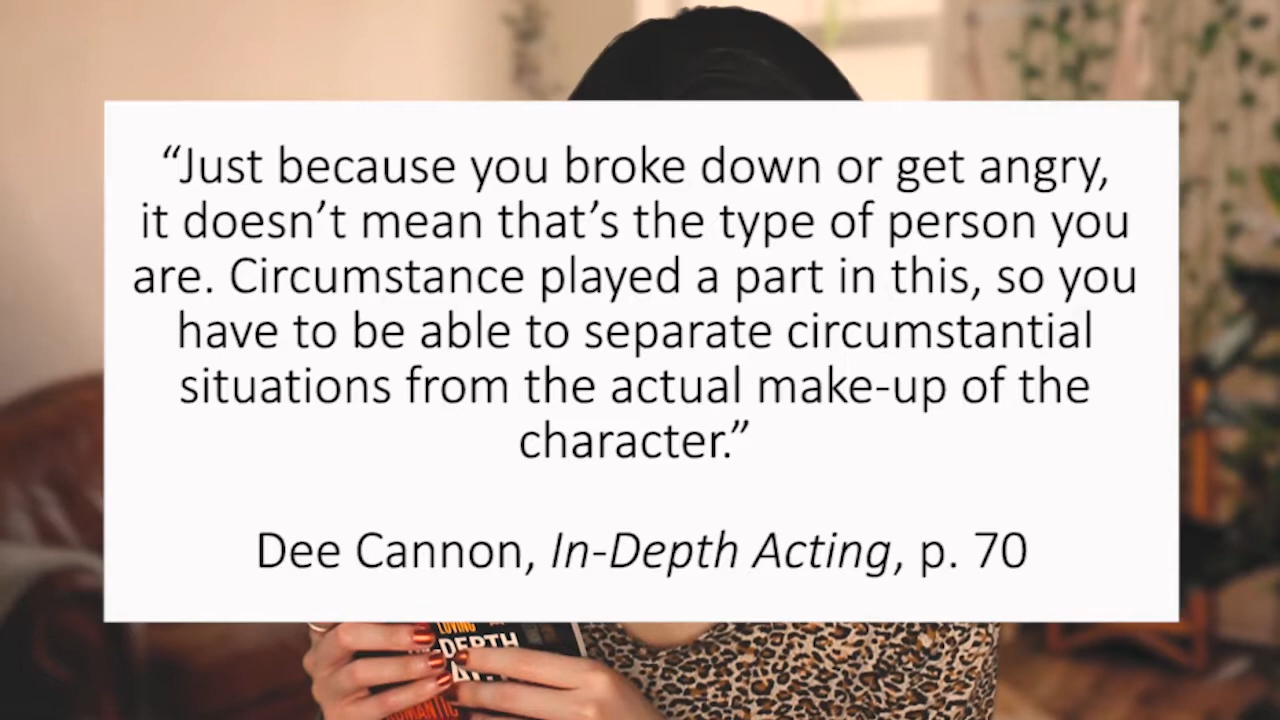 “Just because you broke down or get angry,
it doesn’t mean that’s the type of person you
are. Circumstance played a part in this, so you
have to be able to separate circumstantial
situations from the actual make-up of the
character.”
Dee Cannon, In-Depth Acting, p. 70
LOVING
-DEPTH